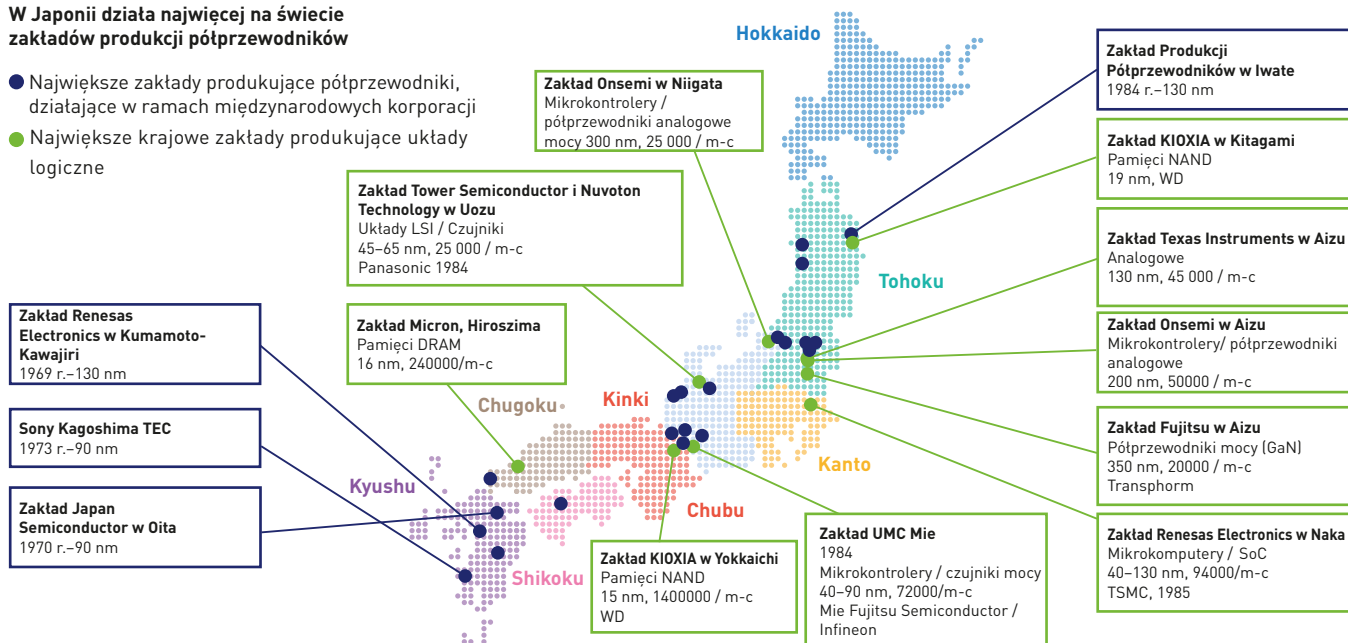 W Japonii działa najwięcej na świecie
zakładów produkcji półprzewodników
Największe zakłady produkujące półprzewodniki,
działające w ramach międzynarodowych korporacji
Największe krajowe zakłady produkujące układy
logiczne
Hokkaido
Zakład Onsemi w Niigata
Mikrokontrolery /
półprzewodniki analogowe
mocy 300 nm, 25 000 / m-c
Zakład Produkcji
Półprzewodników w Iwate
1984 r.–130 nm
Zakład KIOXIA w Kitagami
Pamięci NAND
19 nm, WD
Zakład Tower Semiconductor i Nuvoton
Technology w Uozu
Układy LSI / Czujniki
45–65 nm, 25 000 / m-c
Panasonic 1984
Zakład Texas Instruments w Aizu
Analogowe
130 nm, 45 000 / m-c
Tohoku
Zakład Renesas
Electronics w Kumamoto-
Kawajiri
1969 r.–130 nm
Zakład Micron, Hiroszima
Pamięci DRAM
16 nm, 240000/m-c
Zakład Onsemi w Aizu
Mikrokontrolery/ półprzewodniki
analogowe
200 nm, 50000 / m-c
Chugoku
Kinki
Sony Kagoshima TEC
1973 r.–90 nm
Zakład Fujitsu w Aizu
Półprzewodniki mocy (GaN)
350 nm, 20000 / m-c
Transphorm
Kanto
Kyushu
Chubu
Zakład Japan
Semiconductor w Oita
1970 r.–90 nm
Shikoku
Zakład KIOXIA w Yokkaichi
Pamięci NAND
15 nm, 1400000 / m-c
WD
Zakład UMC Mie
1984
Mikrokontrolery / czujniki mocy
40–90 nm, 72000/m-c
Mie Fujitsu Semiconductor /
Infineon
Zakład Renesas Electronics w Naka
Mikrokomputery / SoC
40–130 nm, 94000/m-c
TSMC, 1985